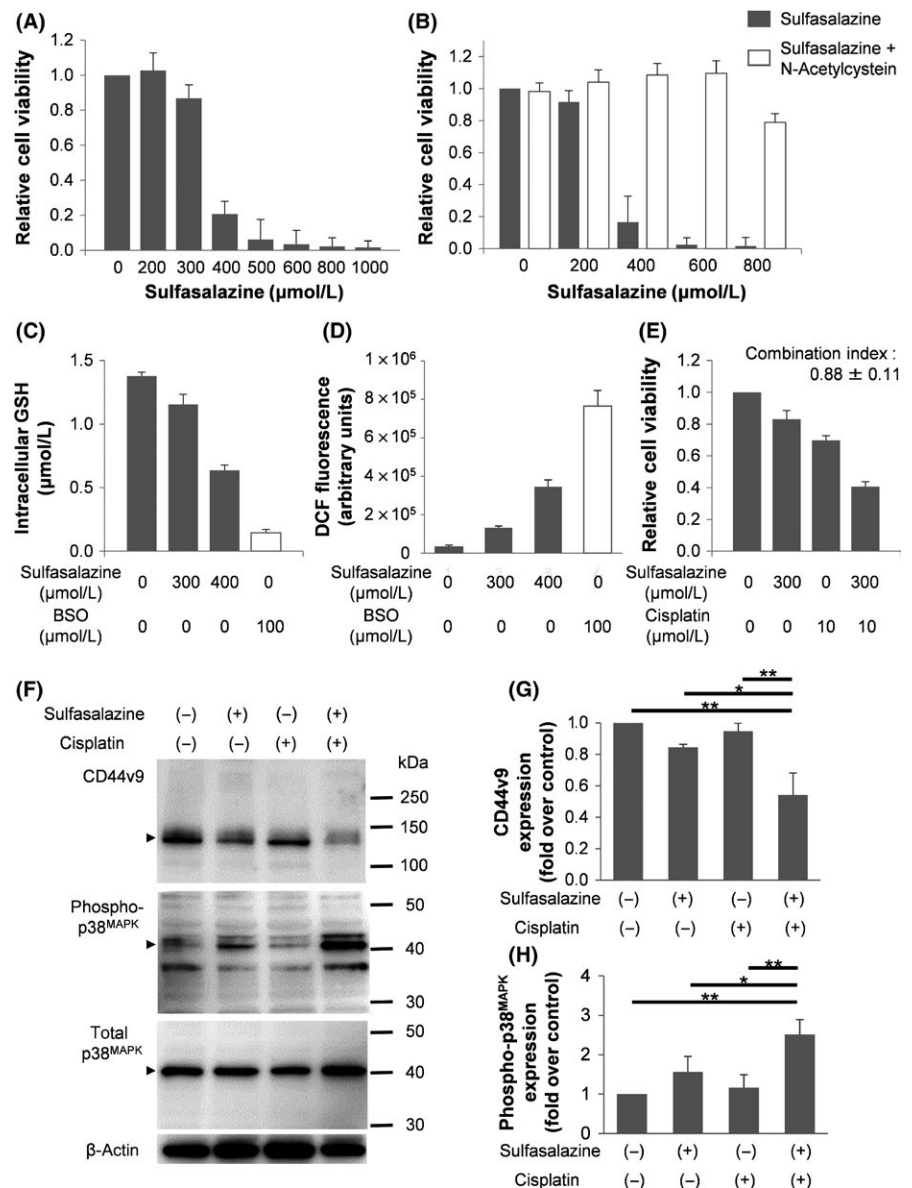 (A)
1.2
1.0
0.8
0.6
0.4
0.2
0.0
Relative cell viability
0 200 300 400 500 600 800 1000
Sulfasalazine (µmol/L)
(B)
Sulfasalazine
Sulfasalazine +
N-Acetylcystein
1.2
1.0
0.8
0.6
0.4
0.2
0.0
Relative cell viability
0 200 400 600 800
Sulfasalazine (µmol/L)
(C)
1.5
1.0
0.5
0.0
Intracellular GSH
(µmol/L)
Sulfasalazine
(µmol/L)
0 300 400 0
BSO
(µmol/L)
0 0 0 100
(D)
1 × 10⁶
8 × 10⁵
6 × 10⁵
4 × 10⁵
2 × 10⁵
0
DCF fluorescence
(arbitrary units)
Sulfasalazine
(µmol/L)
0 300 400 0
BSO
(µmol/L)
0 0 0 100
(E)
Combination index :
0.88 ± 0.11
1.2
1.0
0.8
0.6
0.4
0.2
0.0
Relative cell viability
Sulfasalazine
(µmol/L)
0 300 0 300
Cisplatin
(µmol/L)
0 0 10 10
(F)
Sulfasalazine (−) (+) (−) (+)
Cisplatin (−) (−) (+) (+)
kDa
CD44v9
250
150
100
Phospho-
p38ᴹᴬᴾᴷ
50
40
30
Total
p38ᴹᴬᴾᴷ
50
40
30
β-Actin
(G)
**
*
**
1.0
0.8
0.6
0.4
0.2
0.0
CD44v9
expression
(fold over control)
Sulfasalazine (−) (+) (−) (+)
Cisplatin (−) (−) (+) (+)
(H)
**
*
**
4
3
2
1
0
Phospho-p38ᴹᴬᴾᴷ
expression
(fold over control)
Sulfasalazine (−) (+) (−) (+)
Cisplatin (−) (−) (+) (+)